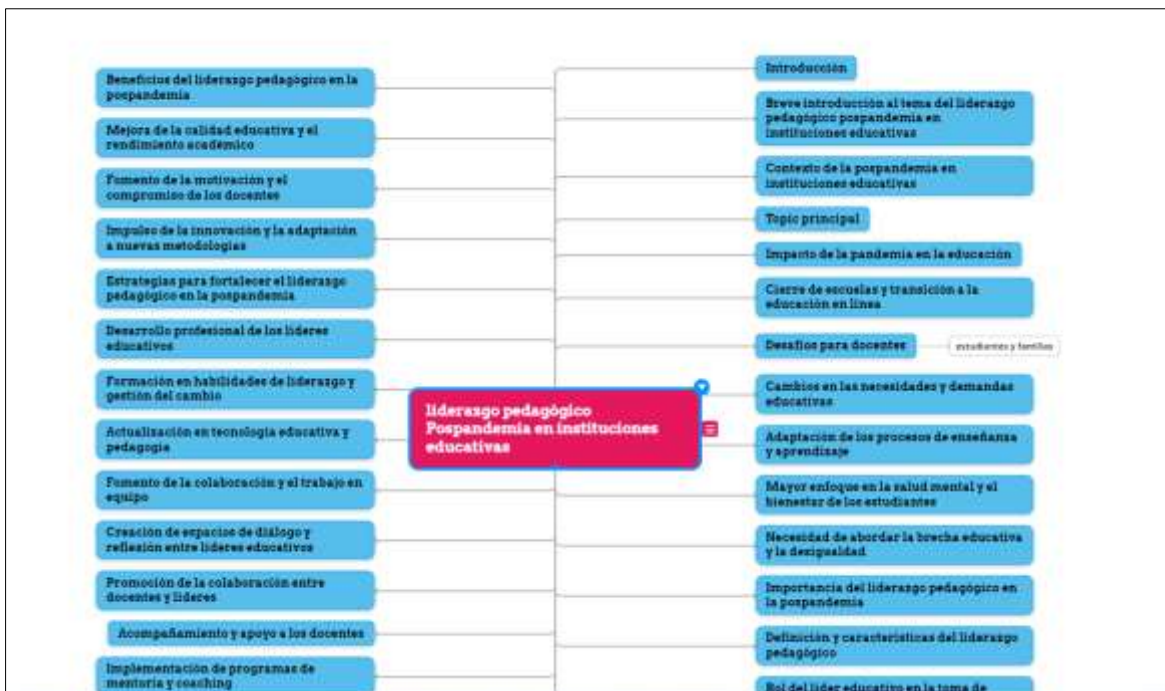 Beneficios del liderazgo pedagógico en la
pospandemia
Mejora de la calidad educativa y el
rendimiento académico
Fomento de la motivación y el
compromiso de los docentes
Impulso de la innovación y la adaptación
a nuevas metodologías
Estrategias para fortalecer el liderazgo
pedagógico en la pospandemia
Desarrollo profesional de los líderes
educativos
Formación en habilidades de liderazgo y
gestión del cambio
Actualización en tecnología educativa y
pedagogía
Fomento de la colaboración y el trabajo en
equipo
Creación de espacios de diálogo y
reflexión entre líderes educativos
Promoción de la colaboración entre
docentes y líderes
Acompañamiento y apoyo a los docentes
Implementación de programas de
mentoría y coaching
liderazgo pedagógico
Pospandemia en instituciones
educativas
Introducción
Breve introducción al tema del liderazgo
pedagógico pospandemia en
instituciones educativas
Contexto de la pospandemia en
instituciones educativas
Topic principal
Impacto de la pandemia en la educación
Cierre de escuelas y transición a la
educación en línea
Desafíos para docentes
estudiantes y familias
Cambios en las necesidades y demandas
educativas
Adaptación de los procesos de enseñanza
y aprendizaje
Mayor enfoque en la salud mental y el
bienestar de los estudiantes
Necesidad de abordar la brecha educativa
y la desigualdad
Importancia del liderazgo pedagógico en
la pospandemia
Definición y características del liderazgo
pedagógico
Rol del líder educativo en la toma de